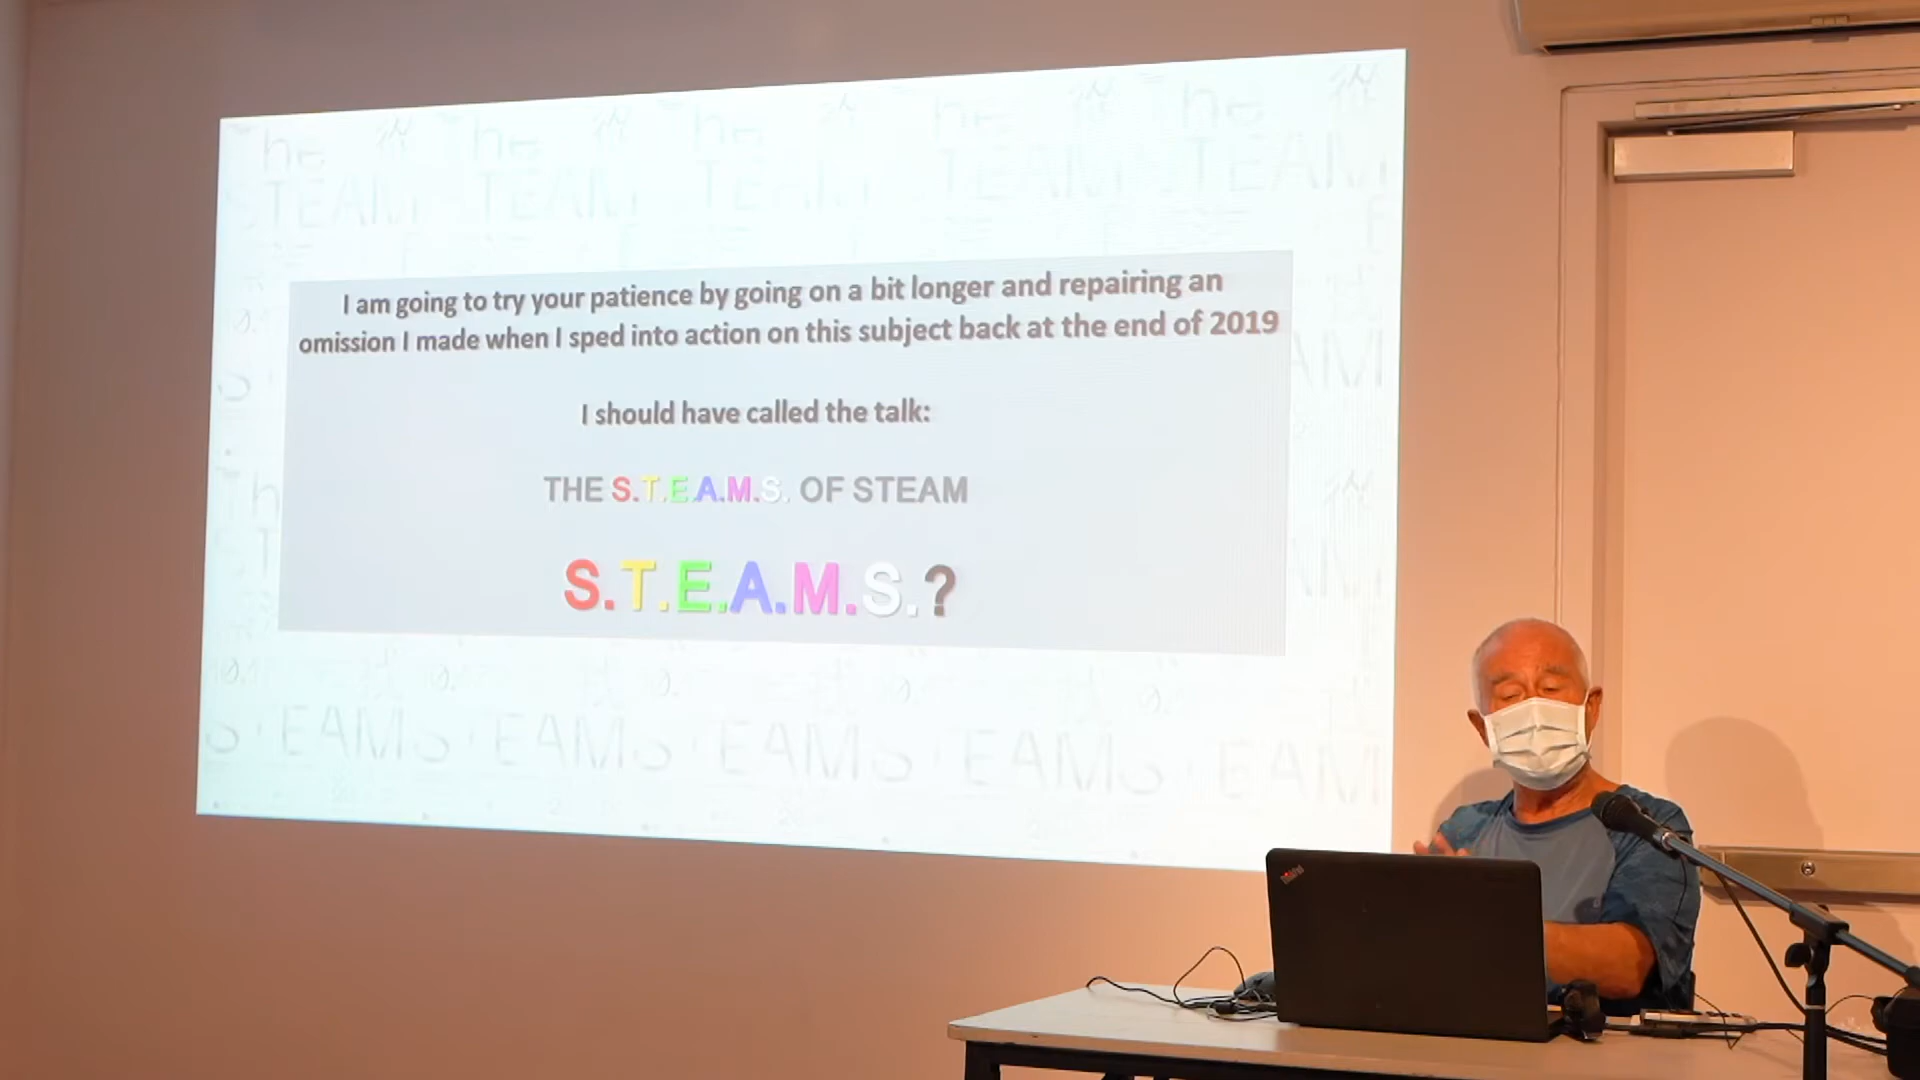 I am going to try your patience by going on a bit longer and repairing an
omission I made when I sped into action on this subject back at the end of 2019
I should have called the talk:
THE S.T.E.A.M.S. OF STEAM
S.T.E.A.M.S.?
ThinkPad